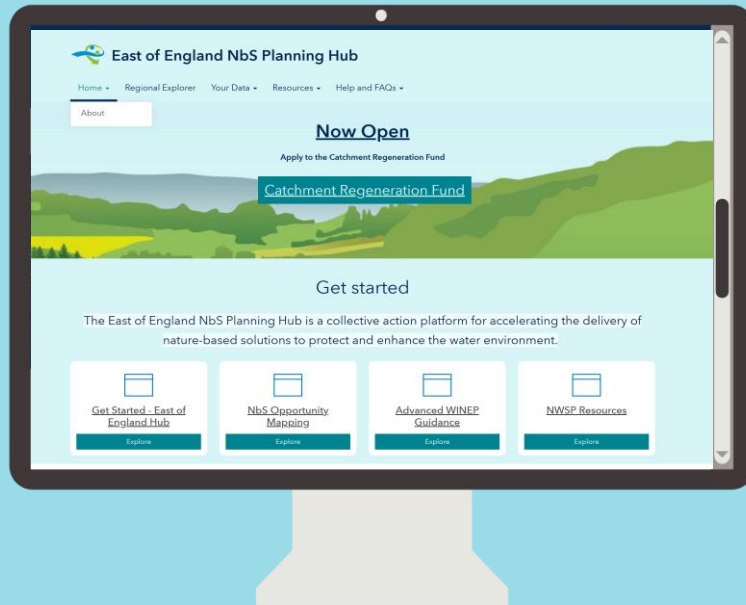 East of England NbS Planning Hub
Home Regional Explorer Your Data Resources Help and FAQs
About
Now Open
Apply to the Catchment Regeneration Fund
Catchment Regeneration Fund
Get started
The East of England NbS Planning Hub is a collective action platform for accelerating the delivery of
nature-based solutions to protect and enhance the water environment.
Get Started - East of
England Hub
Explore
NbS Opportunity
Mapping
Explore
Advanced WINEP
Guidance
Explore
NWSP Resources
Explore